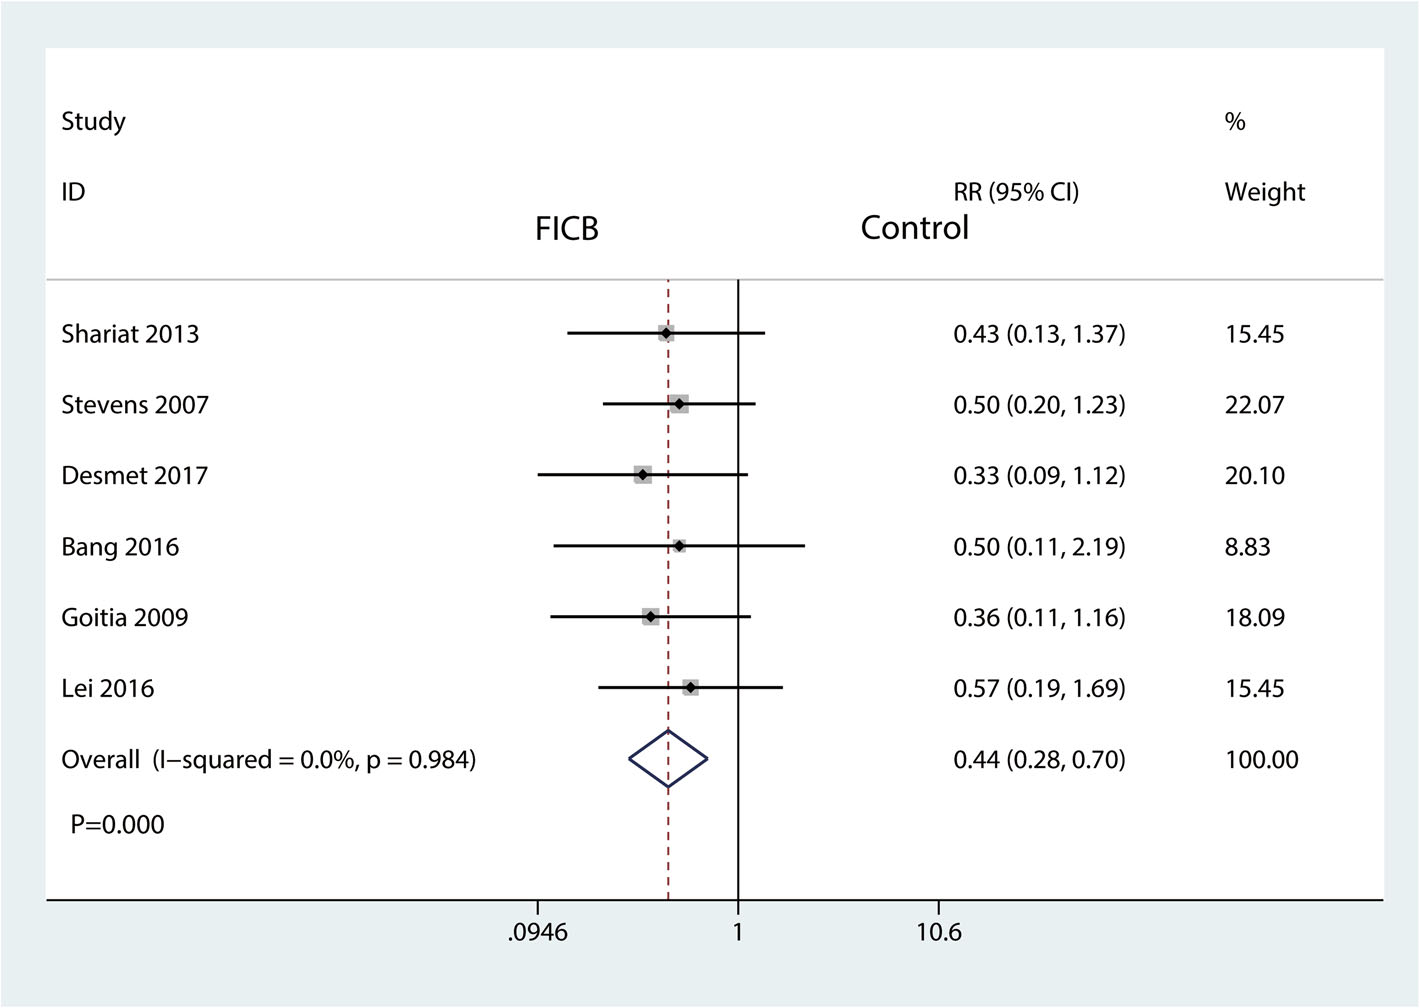 Study %
ID RR (95% CI) Weight
FICB Control
Shariat 2013 0.43 (0.13, 1.37) 15.45
Stevens 2007 0.50 (0.20, 1.23) 22.07
Desmet 2017 0.33 (0.09, 1.12) 20.10
Bang 2016 0.50 (0.11, 2.19) 8.83
Goitia 2009 0.36 (0.11, 1.16) 18.09
Lei 2016 0.57 (0.19, 1.69) 15.45
Overall (I−squared = 0.0%, p = 0.984) 0.44 (0.28, 0.70) 100.00
P=0.000
.0946 1 10.6